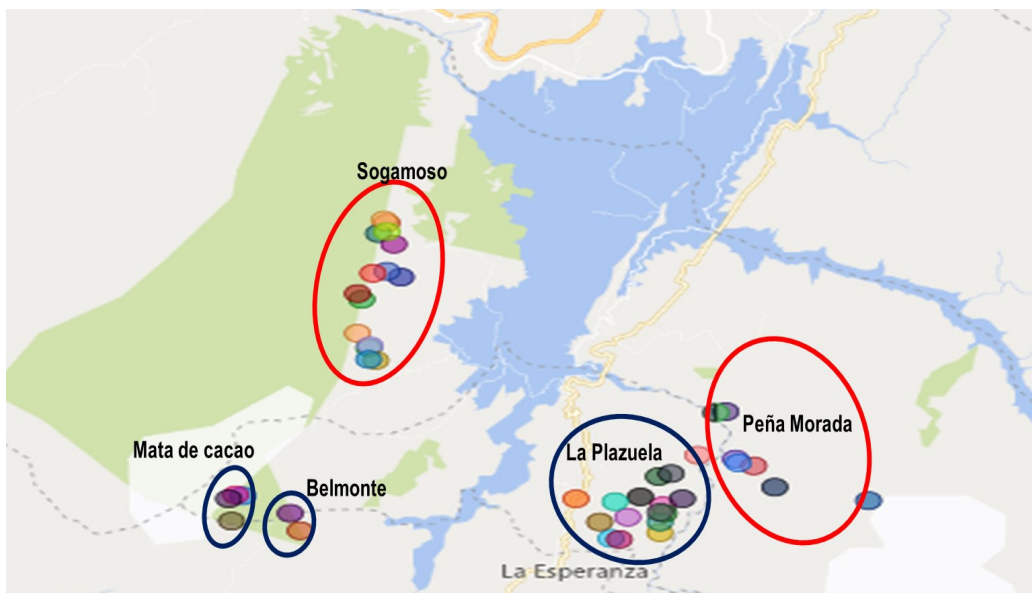 Sogamoso
Peña Morada
La Plazuela
Mata de cacao
Belmonte
La Esperanza